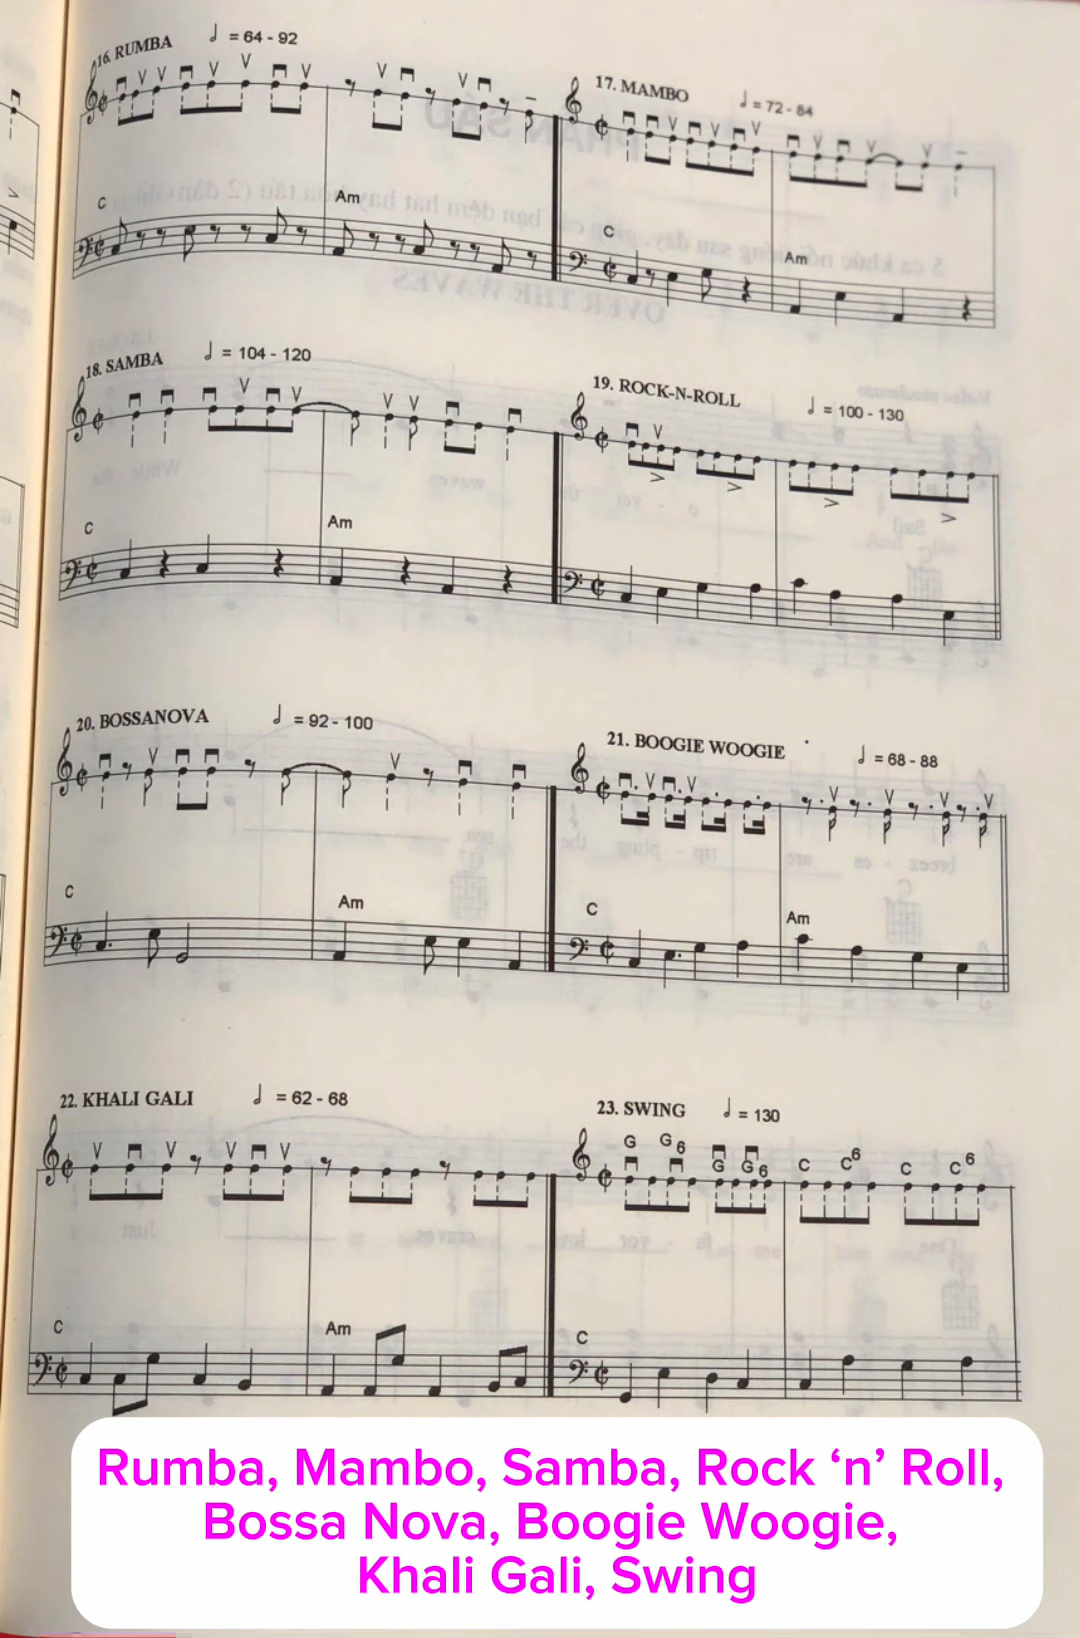 16. RUMBA = 64 - 92
C
Am
17. MAMBO = 72 - 84
C
Am
18. SAMBA = 104 - 120
C
Am
19. ROCK-N-ROLL = 100 - 130
20. BOSSANOVA = 92 - 100
C
Am
21. BOOGIE WOOGIE = 68 - 88
C
Am
22. KHALI GALI = 62 - 68
C
Am
23. SWING = 130
G G6 G G6 C C6 C C6
C
Rumba, Mambo, Samba, Rock ‘n’ Roll,
Bossa Nova, Boogie Woogie,
Khali Gali, Swing